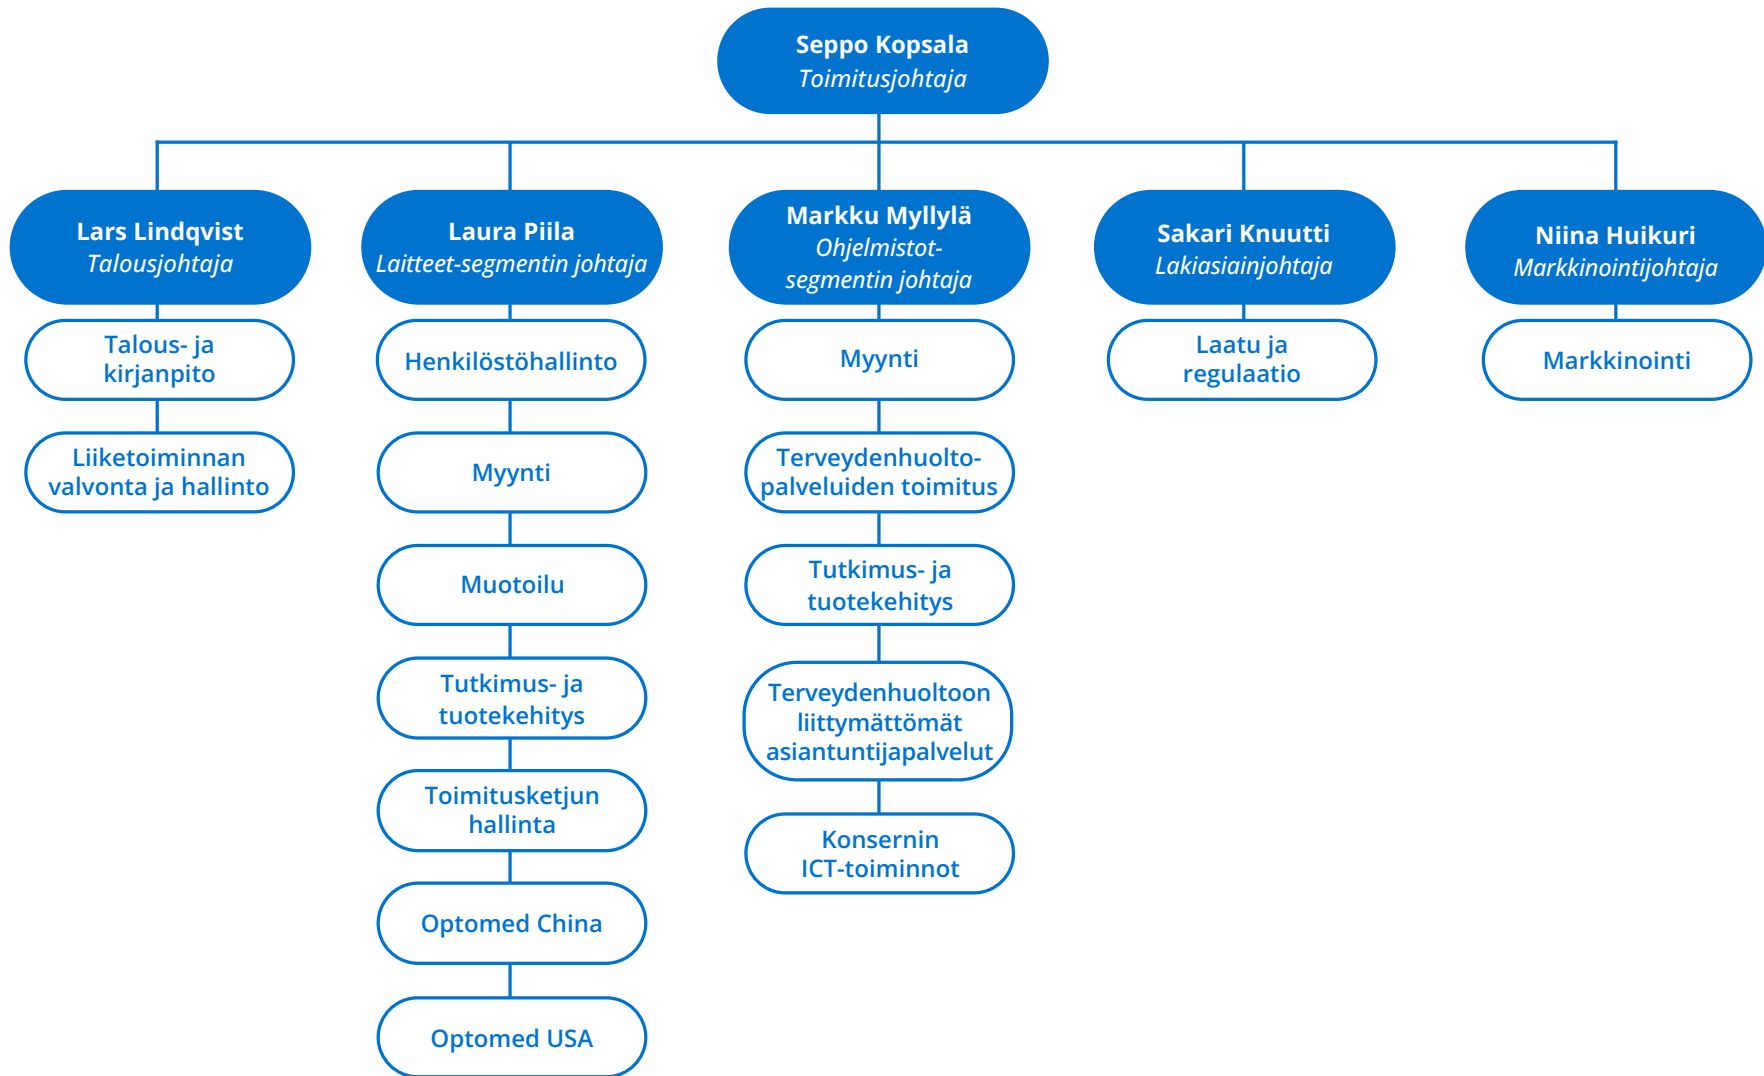 Seppo Kopsala
Toimitusjohtaja
Lars Lindqvist
Talousjohtaja
Talous- ja
kirjanpito
Liiketoiminnan
valvonta ja hallinto
Laura Piila
Laitteet-segmentin johtaja
Henkilöstöhallinto
Myynti
Muotoilu
Tutkimus- ja
tuotekehitys
Toimitusketjun
hallinta
Optomed China
Optomed USA
Markku Myllylä
Ohjelmistot-
segmentin johtaja
Myynti
Terveydenhuolto-
palveluiden toimitus
Tutkimus- ja
tuotekehitys
Terveydenhuoltoon
liittymättömät
asiantuntijapalvelut
Konsernin
ICT-toiminnot
Sakari Knuutti
Lakiasiainjohtaja
Laatu ja
regulaatio
Niina Huikuri
Markkinointijohtaja
Markkinointi